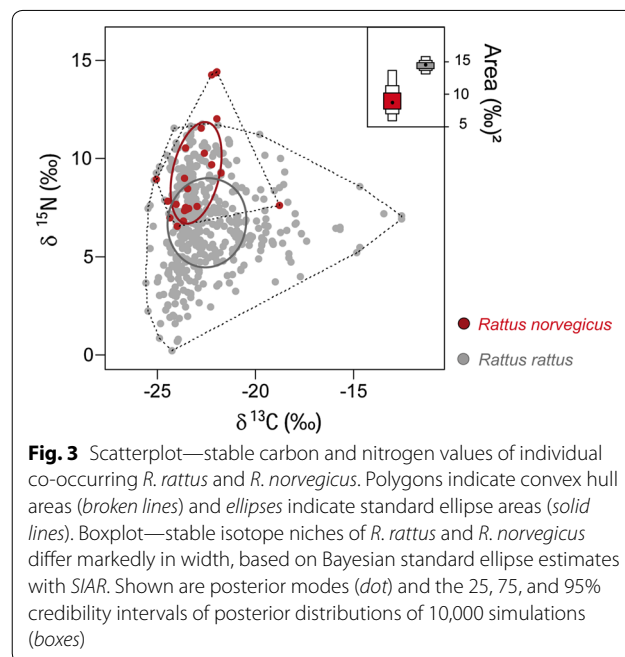 15
10
5
0
δ ¹⁵N (‰)
-25
-20
-15
δ ¹³C (‰)
15
10
5
Area (‰)²
Rattus norvegicus
Rattus rattus
Fig. 3 Scatterplot—stable carbon and nitrogen values of individual
co-occurring R. rattus and R. norvegicus. Polygons indicate convex hull
areas (broken lines) and ellipses indicate standard ellipse areas (solid
lines). Boxplot—stable isotope niches of R. rattus and R. norvegicus
differ markedly in width, based on Bayesian standard ellipse estimates
with SIAR. Shown are posterior modes (dot) and the 25, 75, and 95%
credibility intervals of posterior distributions of 10,000 simulations
(boxes)